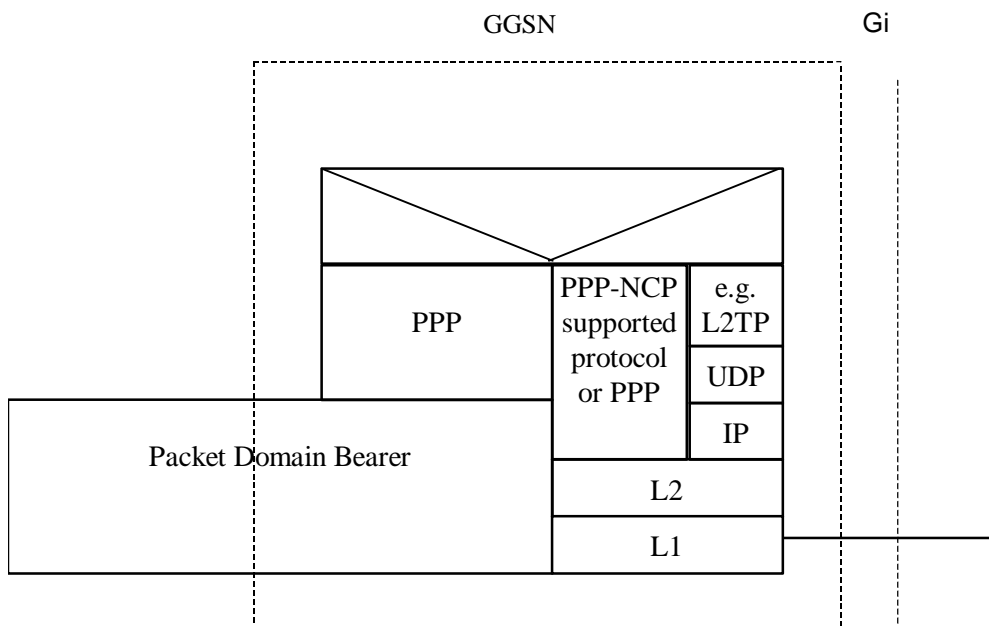 GGSN
Gi
PPP
PPP-NCP
supported
protocol
or PPP
e.g.
L2TP
UDP
IP
Packet Domain Bearer
L2
L1